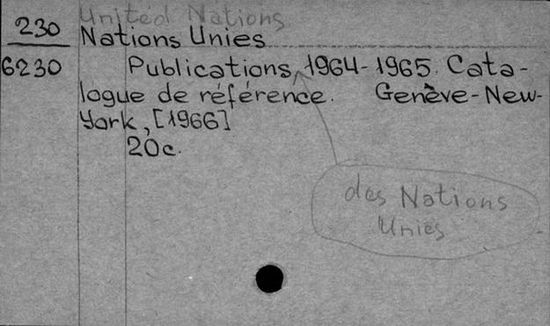 United Nations
230 Nations Unies
6230 Publications, 1964-1965. Cata-
logue de référence. Genève-New-
York, [1966]
20c.
des Nations
Unies